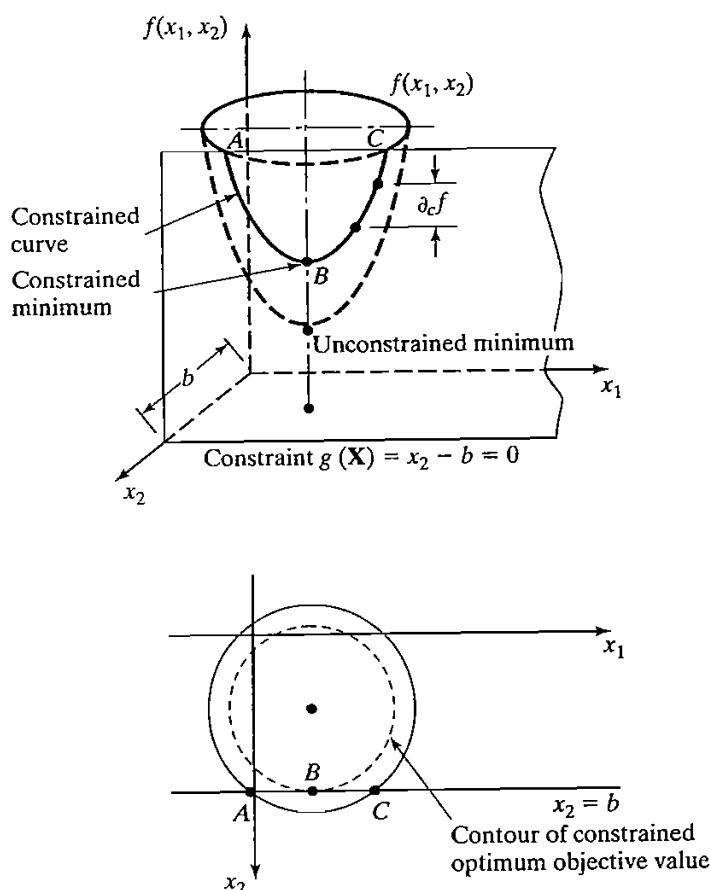 f(x₁, x₂)
f(x₁, x₂)
A
C
∂cf
Constrained
curve
Constrained
minimum
B
Unconstrained minimum
b
x₁
Constraint g (X) = x₂ − b = 0
x₂
x₁
B
A
C
x₂ = b
Contour of constrained
optimum objective value
x₂